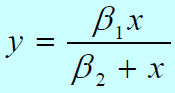 y = β₁x / (β₂ + x)